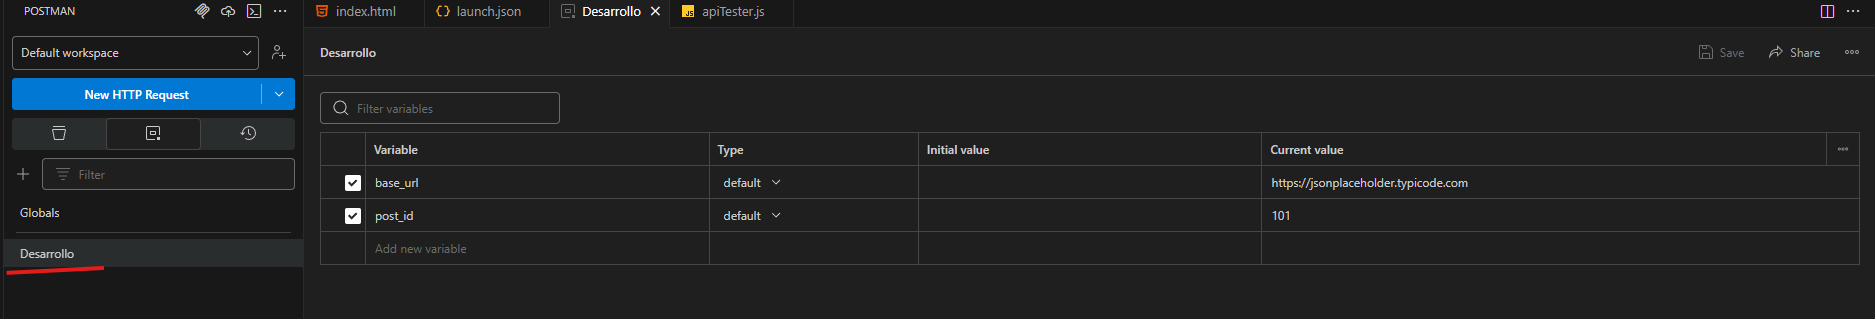 POSTMAN
index.html
launch.json
Desarrollo
JS apiTester.js
Default workspace
Desarrollo
Save
Share
New HTTP Request
Filter variables
Variable
Type
Initial value
Current value
Filter
base_url
default
https://jsonplaceholder.typicode.com
Globals
post_id
default
101
Desarrollo
Add new variable